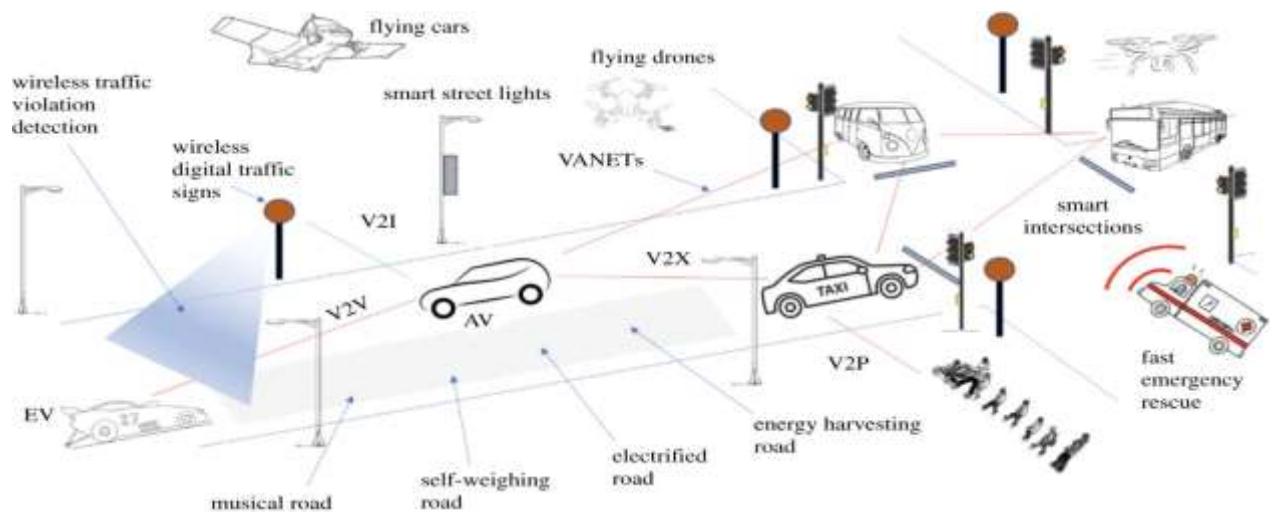 flying cars
wireless traffic
violation
detection
smart street lights
flying drones
wireless
digital traffic
signs
VANETs
V2I
V2X
smart
intersections
V2V
AV
TAXI
V2P
fast
emergency
rescue
EV
27
energy harvesting
road
electrified
road
self-weighing
road
musical road